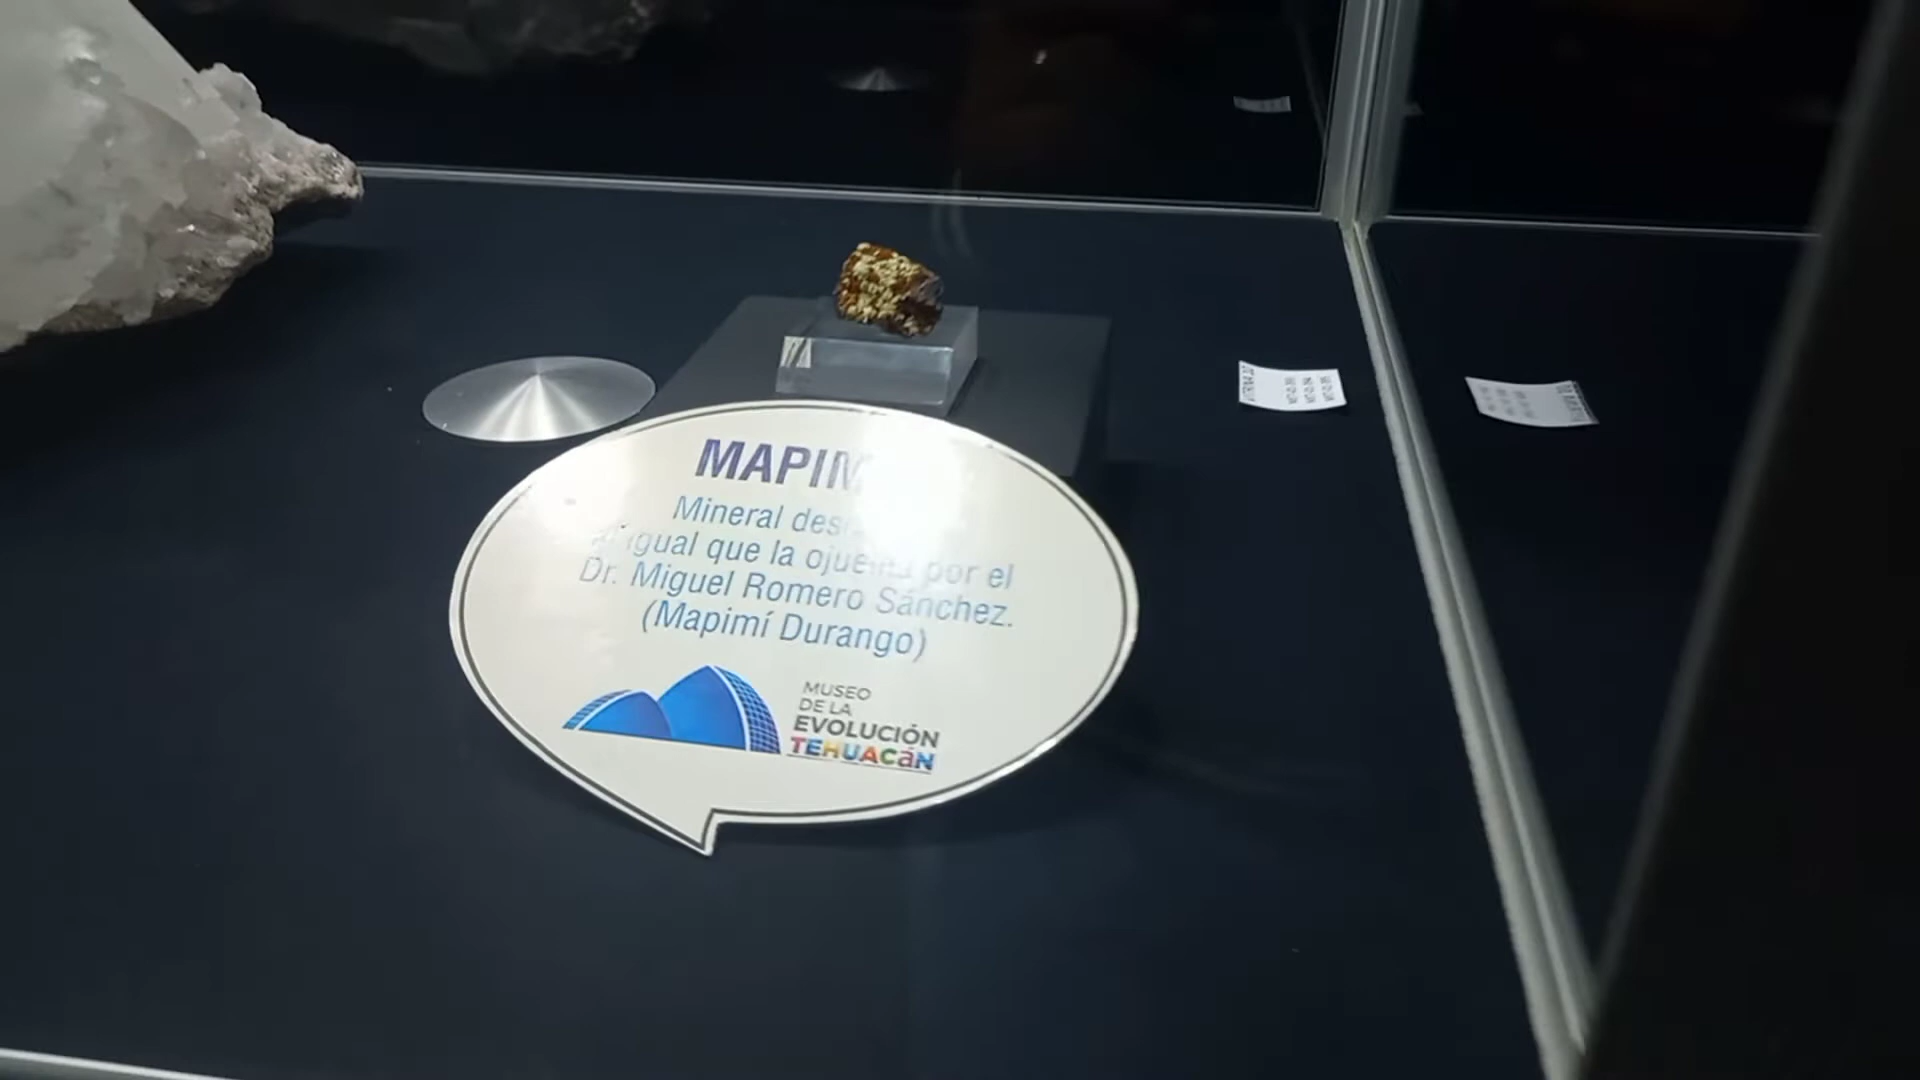 MAPIM
Mineral des
igual que la ojuelita por el
Dr. Miguel Romero Sánchez.
(Mapimí Durango)
MUSEO
DE LA
EVOLUCIÓN
TEHUACáN